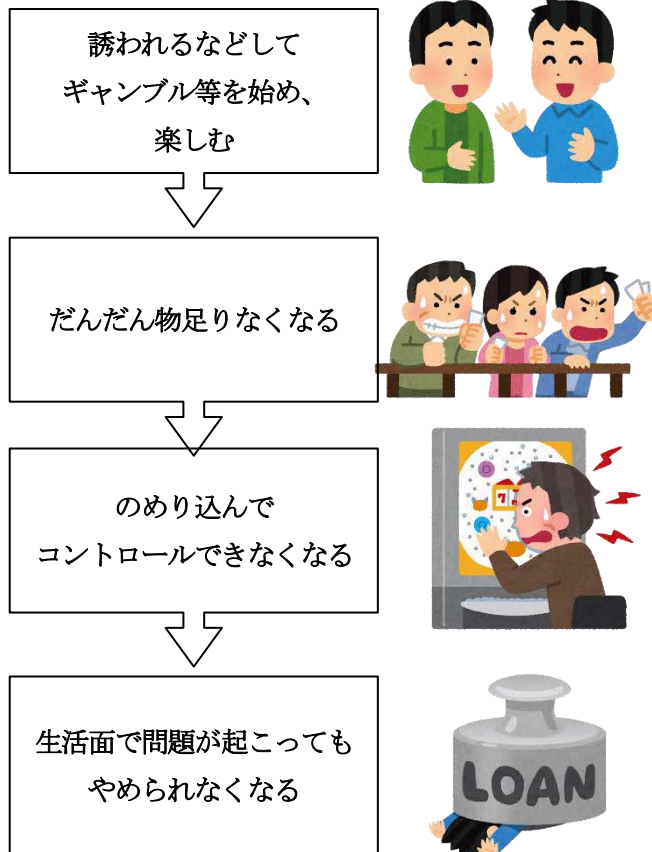 誘われるなどして
ギャンブル等を始め、
楽しむ
だんだん物足りなくなる
のめり込んで
コントロールできなくなる
7
生活面で問題が起こっても
やめられなくなる
LOAN